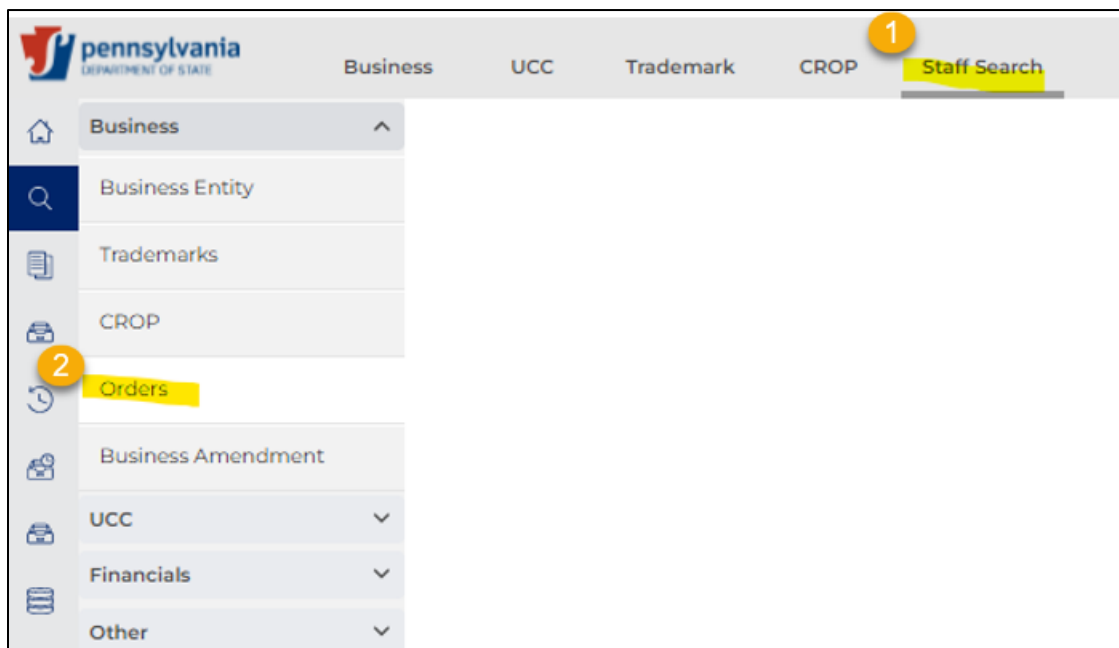 pennsylvania
DEPARTMENT OF STATE
Business UCC Trademark CROP Staff Search
1
Business
Business Entity
Trademarks
CROP
2
Orders
Business Amendment
UCC
Financials
Other